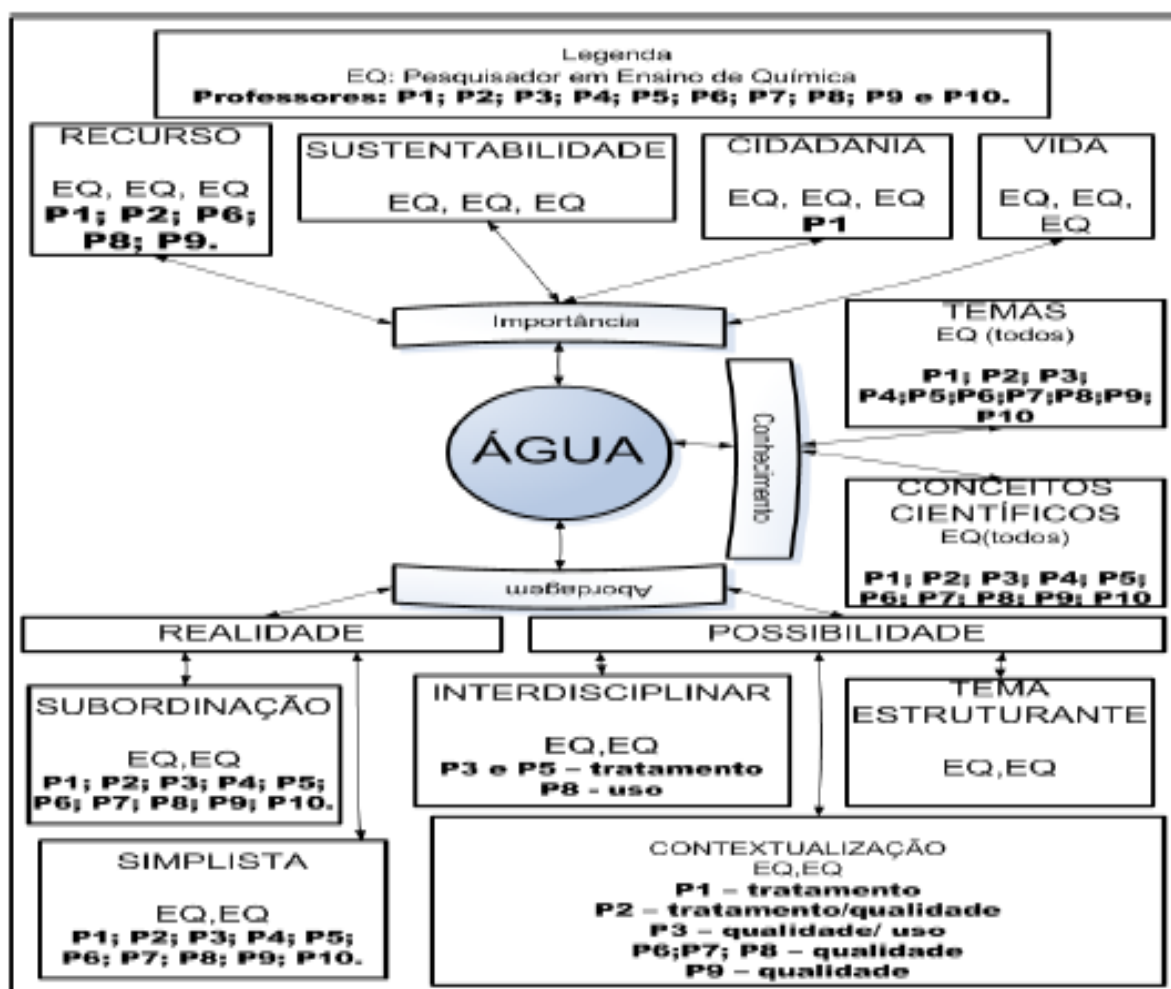 Legenda
EQ: Pesquisador em Ensino de Química
Professores: P1; P2; P3; P4; P5; P6; P7; P8; P9 e P10.
RECURSO
EQ, EQ, EQ
P1; P2; P6;
P8; P9.
SUSTENTABILIDADE
EQ, EQ, EQ
CIDADANIA
EQ, EQ, EQ
P1
VIDA
EQ, EQ,
EQ
Importância
TEMAS
EQ (todos)
P1; P2; P3;
P4;P5;P6;P7;P8;P9;
P10
ÁGUA
Conhecimento
CONCEITOS
CIENTÍFICOS
EQ(todos)
P1; P2; P3; P4; P5;
P6; P7; P8; P9; P10
Abordagem
REALIDADE
POSSIBILIDADE
SUBORDINAÇÃO
EQ,EQ
P1; P2; P3; P4; P5;
P6; P7; P8; P9; P10.
INTERDISCIPLINAR
EQ,EQ
P3 e P5 – tratamento
P8 - uso
TEMA
ESTRUTURANTE
EQ,EQ
SIMPLISTA
EQ,EQ
P1; P2; P3; P4; P5;
P6; P7; P8; P9; P10.
CONTEXTUALIZAÇÃO
EQ,EQ
P1 – tratamento
P2 – tratamento/qualidade
P3 – qualidade/ uso
P6;P7; P8 – qualidade
P9 – qualidade